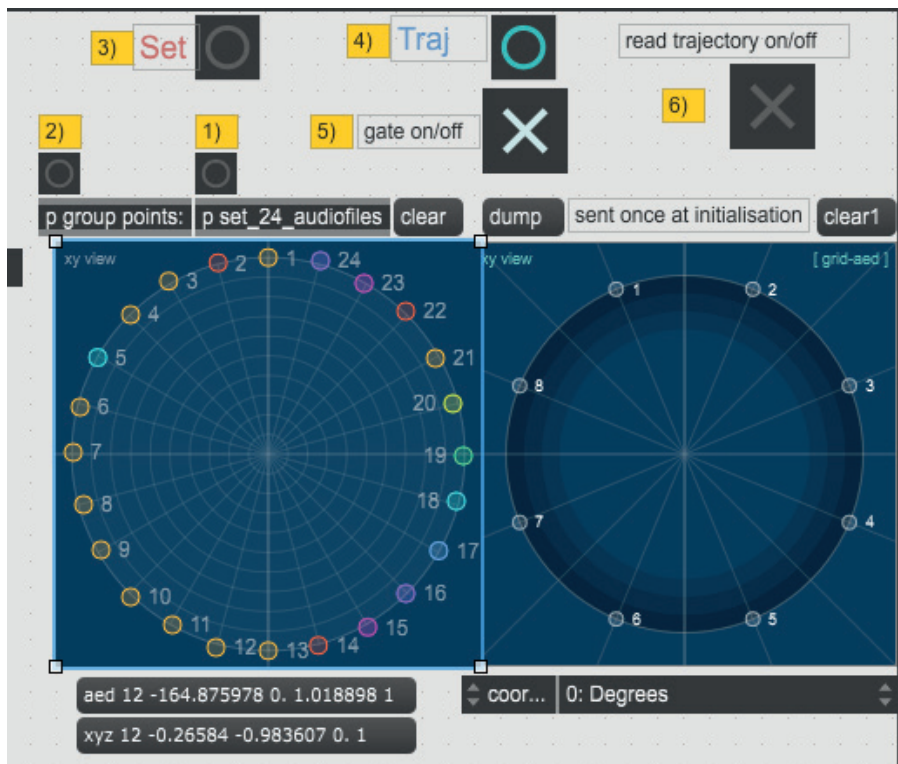 3) Set
4) Traj
read trajectory on/off
6)
2)
1)
5) gate on/off
p group points:
p set_24_audiofiles
clear
dump
sent once at initialisation
clear1
xy view
1
2
3
4
5
6
7
8
9
10
11
12
13
14
15
16
17
18
19
20
21
22
23
24
xy view
[ grid-aed ]
1
2
3
4
5
6
7
8
aed 12 -164.875978 0. 1.018898 1
xyz 12 -0.26584 -0.983607 0. 1
coor...
0: Degrees